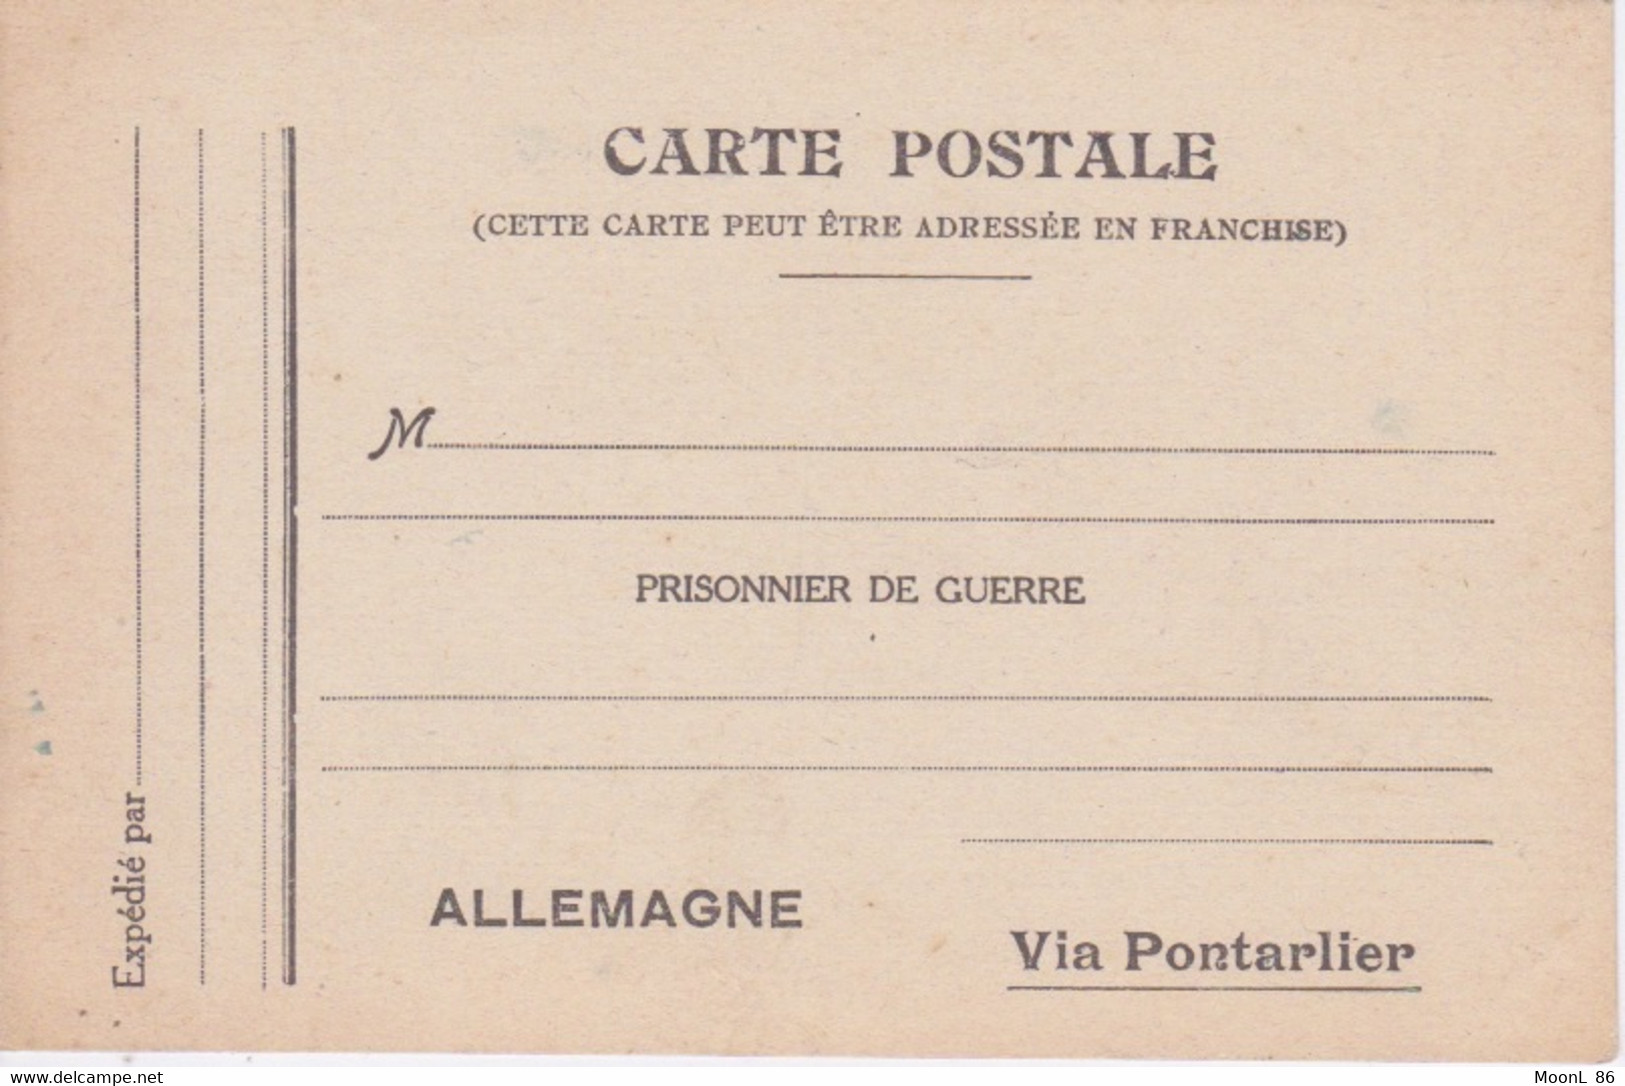 CARTE POSTALE
(CETTE CARTE PEUT ÊTRE ADRESSÉE EN FRANCHISE)
M
PRISONNIER DE GUERRE
ALLEMAGNE
Via Pontarlier
Expédié par
www.delcampe.net
MoonL 86